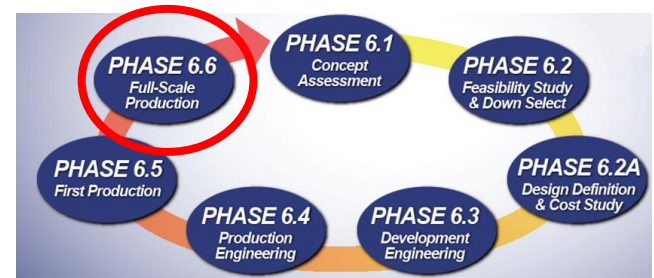 PHASE 6.1
Concept
Assessment
PHASE 6.2
Feasibility Study
& Down Select
PHASE 6.2A
Design Definition
& Cost Study
PHASE 6.3
Development
Engineering
PHASE 6.4
Production
Engineering
PHASE 6.5
First Production
PHASE 6.6
Full-Scale
Production